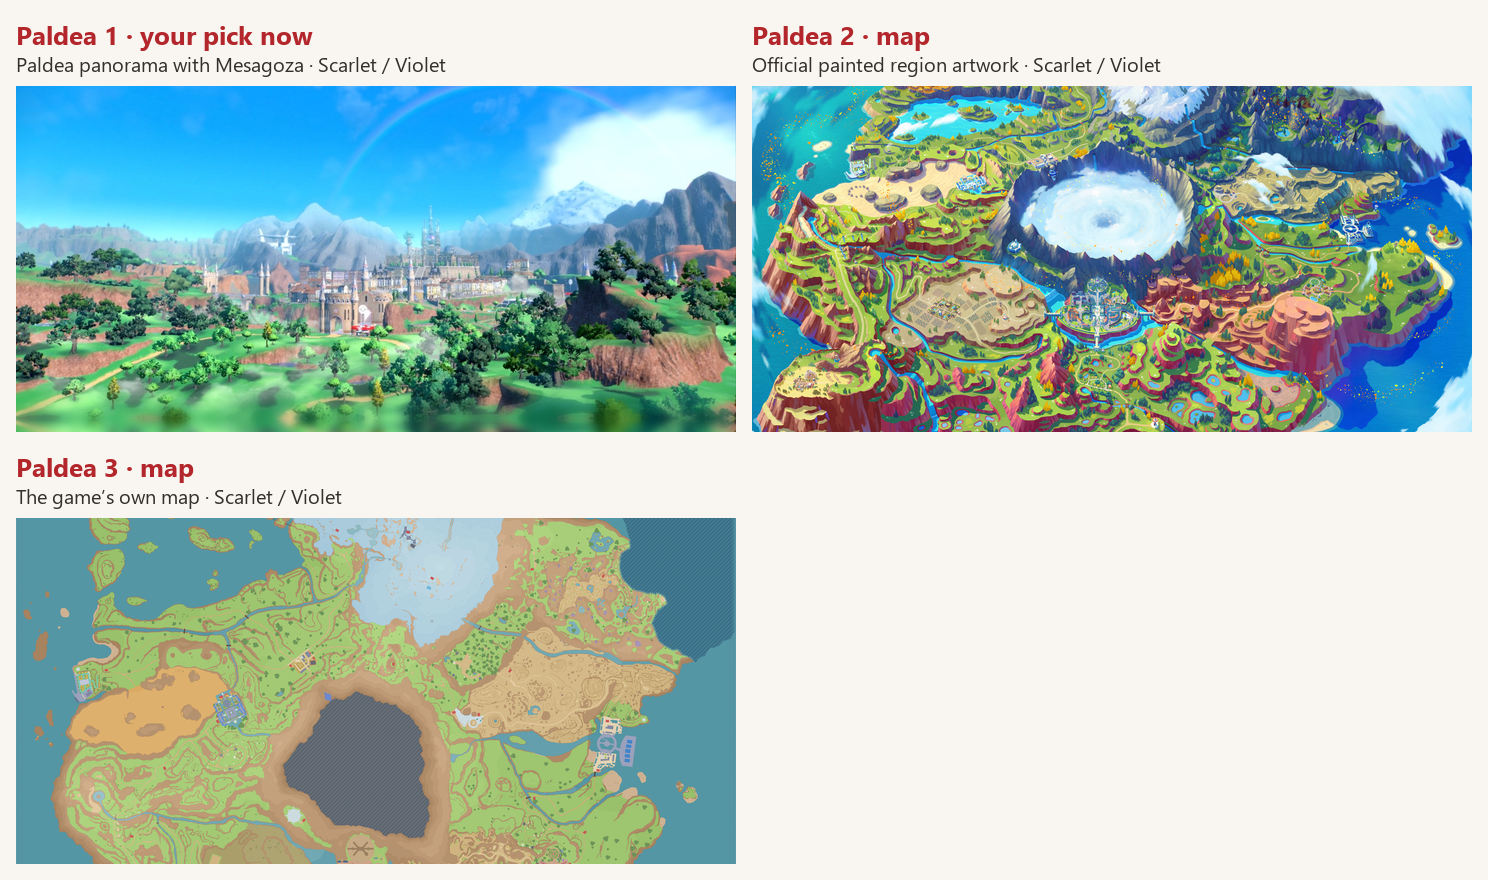 Paldea 1 · your pick now
Paldea panorama with Mesagoza · Scarlet / Violet
Paldea 2 · map
Official painted region artwork · Scarlet / Violet
Paldea 3 · map
The game’s own map · Scarlet / Violet